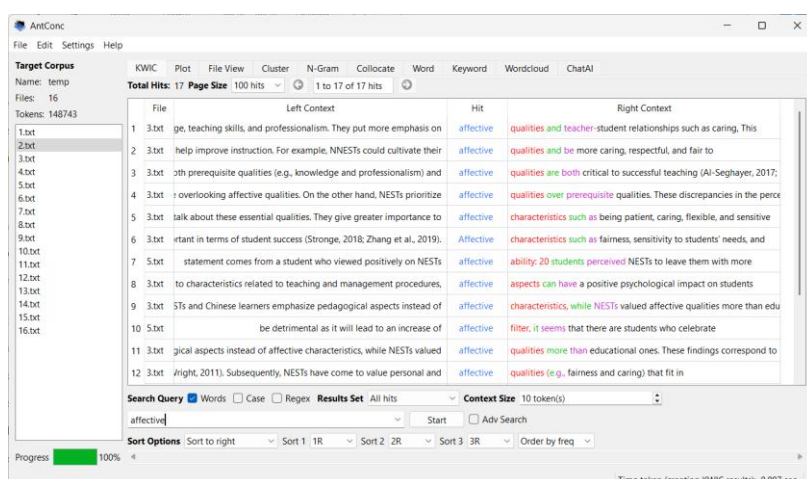 AntConc
File Edit Settings Help
Target Corpus
Name: temp
Files: 16
Tokens: 148743
1.txt
2.txt
3.txt
4.txt
5.txt
6.txt
7.txt
8.txt
9.txt
10.txt
11.txt
12.txt
13.txt
14.txt
15.txt
16.txt
Progress 100%
KWIC Plot File View Cluster N-Gram Collocate Word Keyword Wordcloud ChatAI
Total Hits: 17 Page Size 100 hits 1 to 17 of 17 hits
File Left Context Hit Right Context
1 3.txt ge, teaching skills, and professionalism. They put more emphasis on affective qualities and teacher-student relationships such as caring, This
2 3.txt help improve instruction. For example, NNESTs could cultivate their affective qualities and be more caring, respectful, and fair to
3 3.txt oth prerequisite qualities (e.g., knowledge and professionalism) and affective qualities are both critical to successful teaching (Al-Seghayer, 2017;
4 3.txt overlooking affective qualities. On the other hand, NESTs prioritize affective qualities over prerequisite qualities. These discrepancies in the perce
5 3.txt talk about these essential qualities. They give greater importance to affective characteristics such as being patient, caring, flexible, and sensitive
6 3.txt rtant in terms of student success (Stronge, 2018; Zhang et al., 2019). Affective characteristics such as fairness, sensitivity to students' needs, and
7 5.txt statement comes from a student who viewed positively on NESTs affective ability: 20 students perceived NESTs to leave them with more
8 3.txt to characteristics related to teaching and management procedures, affective aspects can have a positive psychological impact on students
9 3.txt STs and Chinese learners emphasize pedagogical aspects instead of affective characteristics, while NESTs valued affective qualities more than edu
10 5.txt be detrimental as it will lead to an increase of affective filter, it seems that there are students who celebrate
11 3.txt gical aspects instead of affective characteristics, while NESTs valued affective qualities more than educational ones. These findings correspond to
12 3.txt Vright, 2011). Subsequently, NESTs have come to value personal and affective qualities (e.g., fairness and caring) that fit in
Search Query Words Case Regex Results Set All hits Context Size 10 token(s)
affective Start Adv Search
Sort Options Sort to right Sort 1 1R Sort 2 2R Sort 3 3R Order by freq